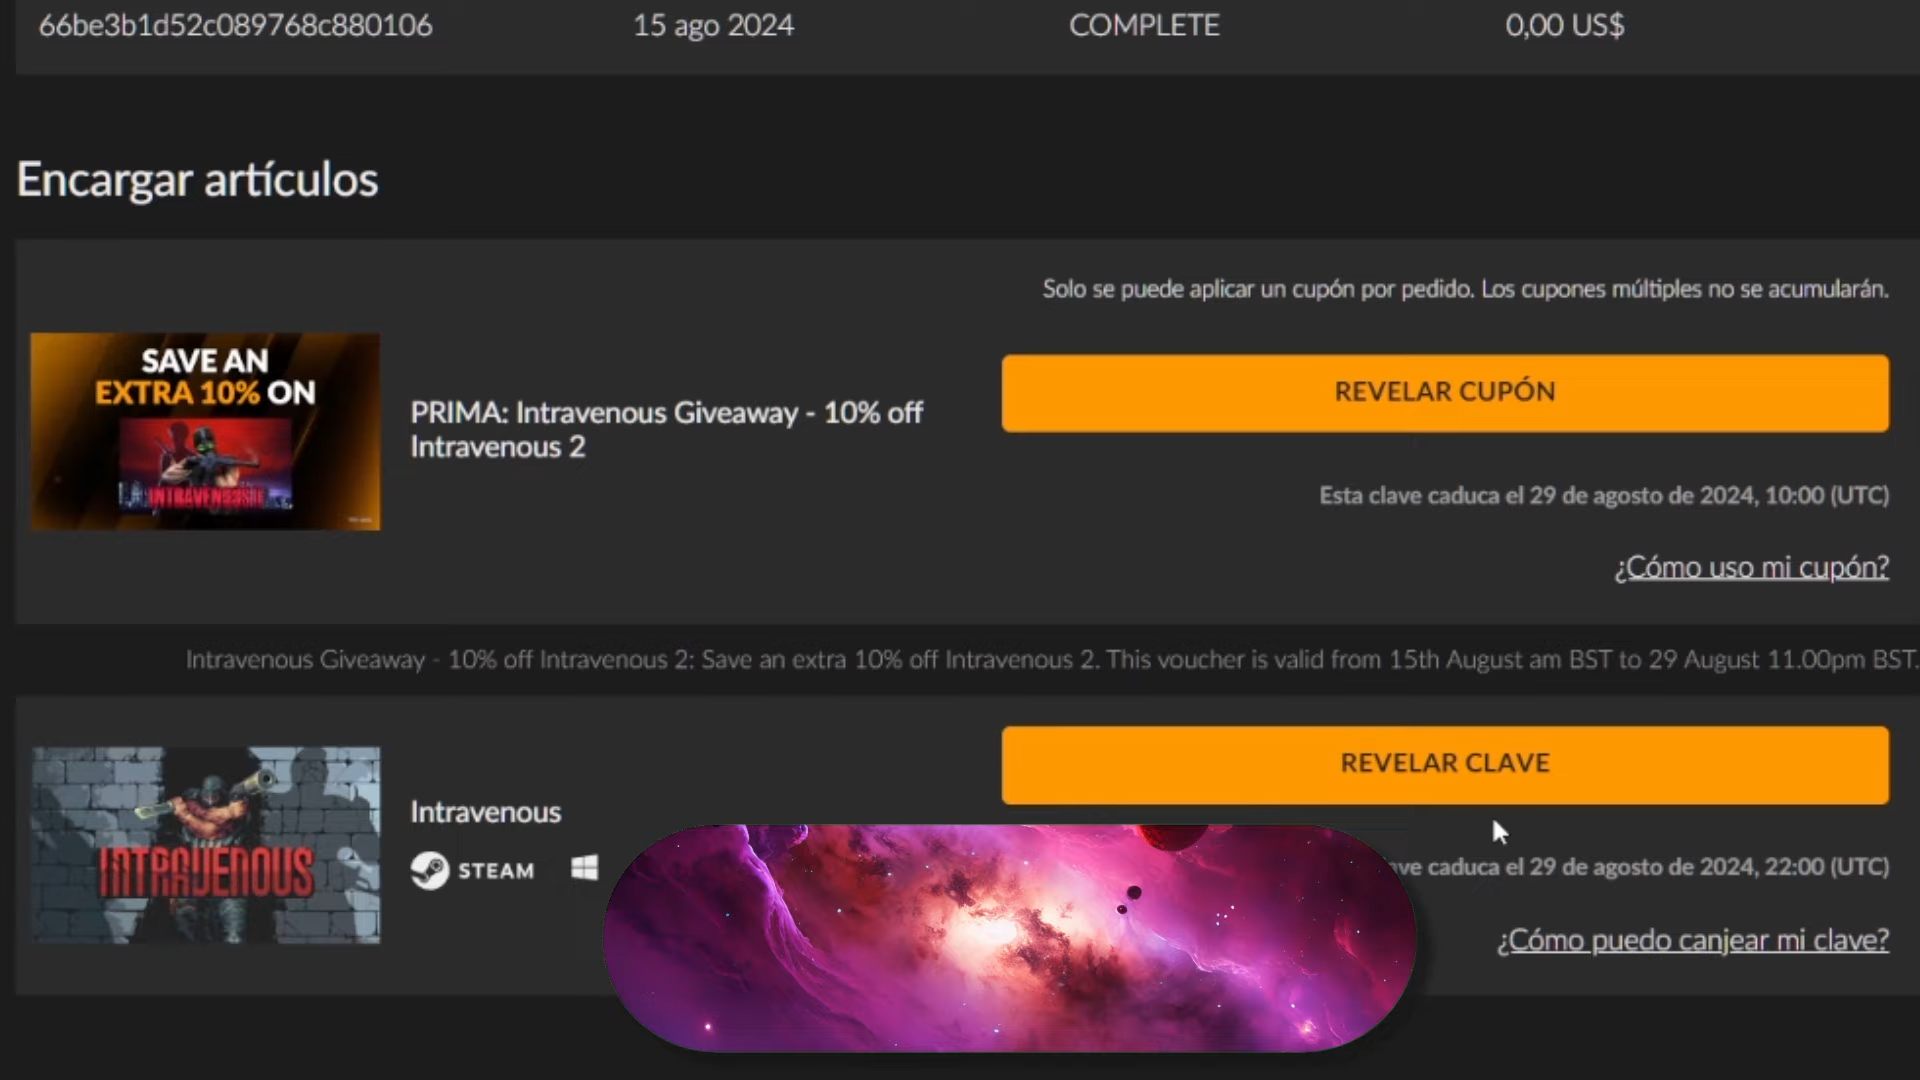 66be3b1d52c089768c880106 15 ago 2024 COMPLETE 0,00 US$
Encargar artículos
Solo se puede aplicar un cupón por pedido. Los cupones múltiples no se acumularán.
SAVE AN
EXTRA 10% ON
PRIMA: Intravenous Giveaway - 10% off
Intravenous 2
REVELAR CUPÓN
Esta clave caduca el 29 de agosto de 2024, 10:00 (UTC)
¿Cómo uso mi cupón?
Intravenous Giveaway - 10% off Intravenous 2: Save an extra 10% off Intravenous 2. This voucher is valid from 15th August am BST to 29 August 11.00pm BST.
REVELAR CLAVE
INTRAVENOUS
Intravenous
STEAM
caduca el 29 de agosto de 2024, 22:00 (UTC)
¿Cómo puedo canjear mi clave?